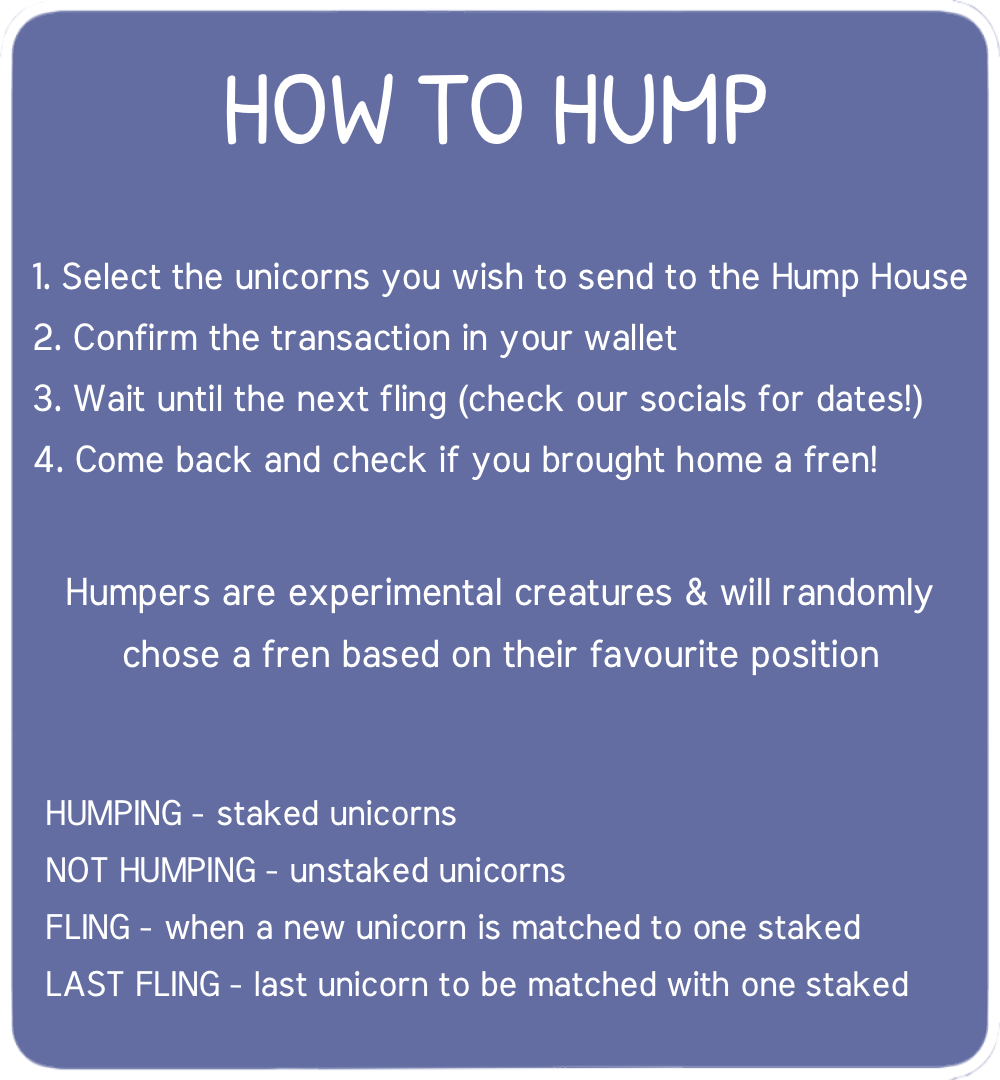 HOW TO HUMP
1. Select the unicorns you wish to send to the Hump House
2. Confirm the transaction in your wallet
3. Wait until the next fling (check our socials for dates!)
4. Come back and check if you brought home a fren!
Humpers are experimental creatures & will randomly
chose a fren based on their favourite position
HUMPING - staked unicorns
NOT HUMPING - unstaked unicorns
FLING - when a new unicorn is matched to one staked
LAST FLING - last unicorn to be matched with one staked